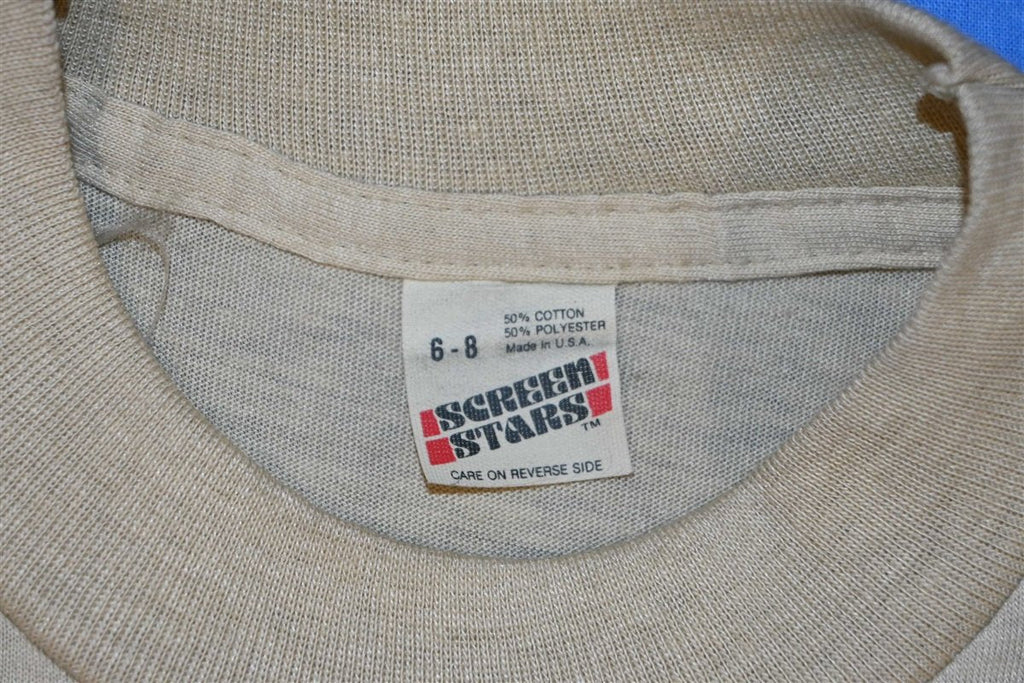 50% COTTON
50% POLYESTER
6 - 8
Made in U.S.A.
SCREEN
STARS
TM
CARE ON REVERSE SIDE